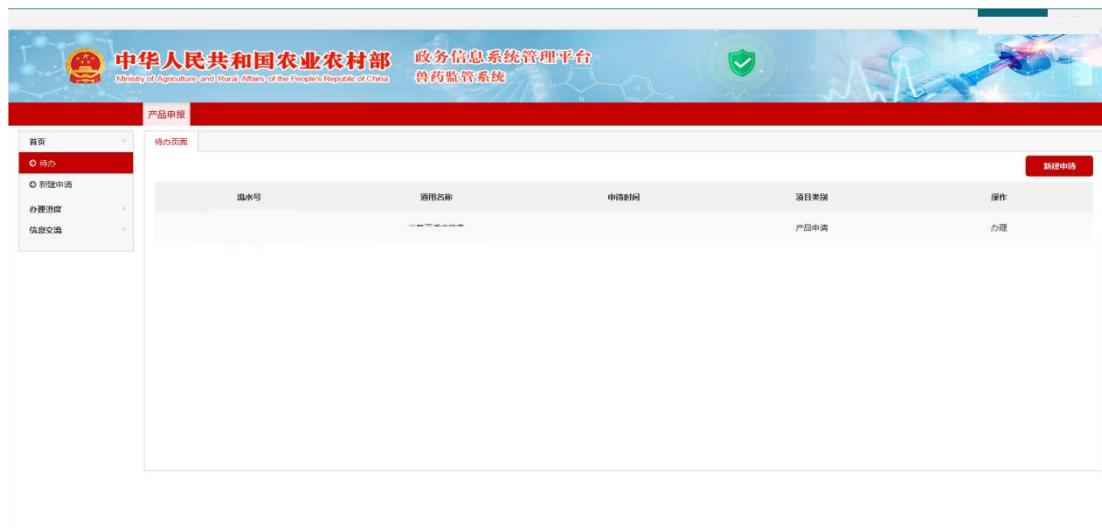 中华人民共和国农业农村部
Ministry of Agriculture and Rural Affairs of the People's Republic of China
政务信息系统管理平台
兽药监管系统
产品申报
首页
待办
新建申请
办理进度
信息交流
待办页面
新建申请
流水号 通用名称 申请时间 项目类别 操作
产品申请 办理